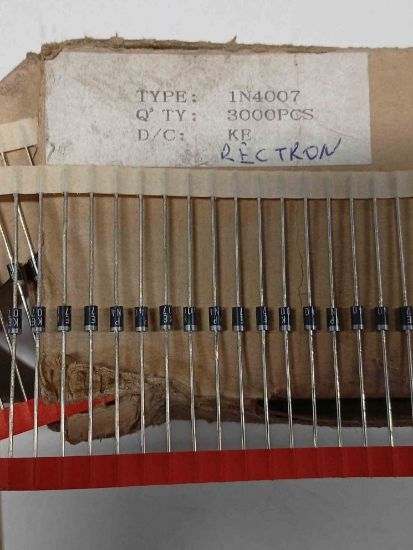 TYPE: 1N4007
Q'TY: 3000PCS
D/C: KE
RECTRON